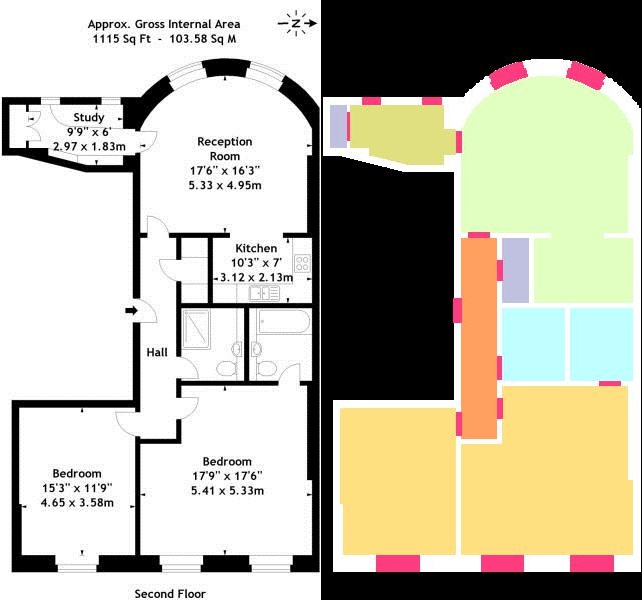 Approx. Gross Internal Area
1115 Sq Ft - 103.58 Sq M
N
Study
9'9" x 6'
2.97 x 1.83m
Reception
Room
17'6" x 16'3"
5.33 x 4.95m
Kitchen
10'3" x 7'
3.12 x 2.13m
Hall
Bedroom
15'3" x 11'9"
4.65 x 3.58m
Bedroom
17'9" x 17'6"
5.41 x 5.33m
Second Floor